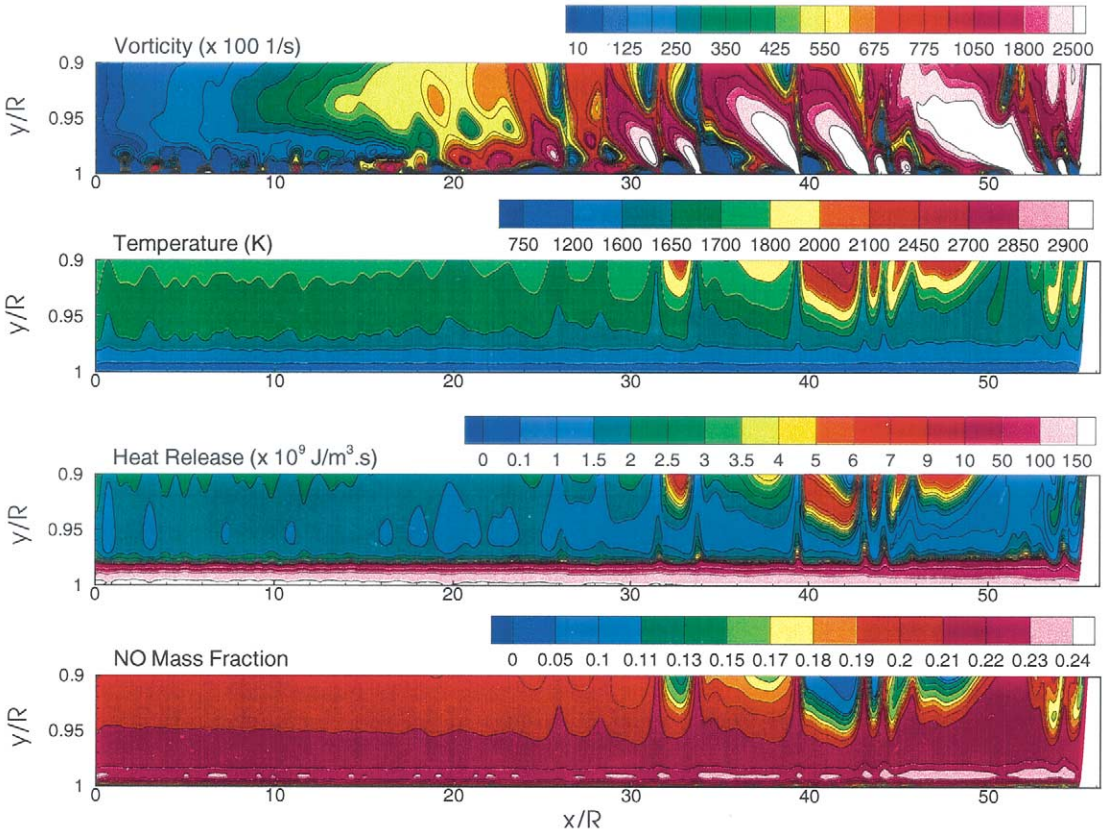 Vorticity (x 100 1/s)
10 125 250 350 425 550 675 775 1050 1800 2500
y/R
0.9
0.95
1
0 10 20 30 40 50
Temperature (K)
750 1200 1600 1650 1700 1800 2000 2100 2450 2700 2850 2900
y/R
0.9
0.95
1
0 10 20 30 40 50
Heat Release (x 10⁹ J/m³.s)
0 0.1 1 1.5 2 2.5 3 3.5 4 5 6 7 9 10 50 100 150
y/R
0.9
0.95
1
0 10 20 30 40 50
NO Mass Fraction
0 0.05 0.1 0.11 0.13 0.15 0.17 0.18 0.19 0.2 0.21 0.22 0.23 0.24
y/R
0.9
0.95
1
0 10 20 30 40 50
x/R